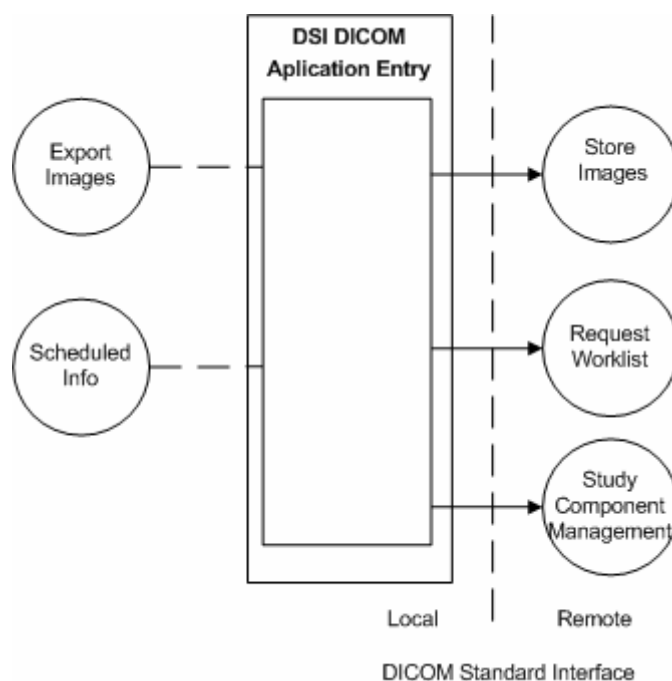 DSI DICOM
Aplication Entry
Export
Images
Store
Images
Scheduled
Info
Request
Worklist
Study
Component
Management
Local
Remote
DICOM Standard Interface